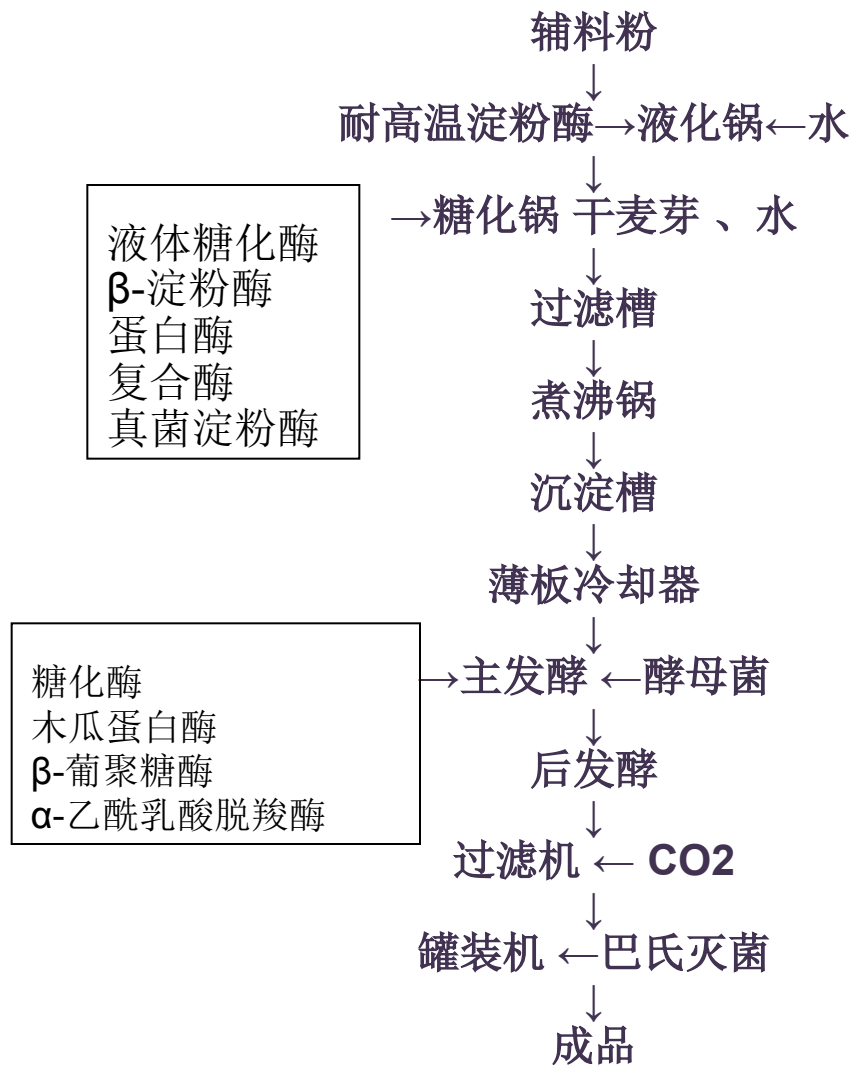 辅料粉
↓
耐高温淀粉酶→液化锅←水
↓
→糖化锅 干麦芽 、水
液体糖化酶
β-淀粉酶
蛋白酶
复合酶
真菌淀粉酶
↓
过滤槽
↓
煮沸锅
↓
沉淀槽
↓
薄板冷却器
↓
→主发酵 ←酵母菌
糖化酶
木瓜蛋白酶
β-葡聚糖酶
α-乙酰乳酸脱羧酶
↓
后发酵
↓
过滤机 ← CO2
↓
罐装机 ←巴氏灭菌
↓
成品